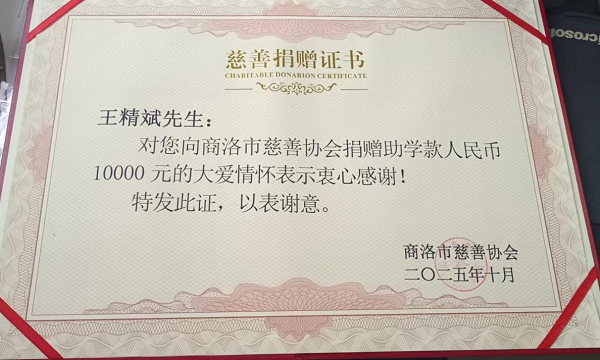 慈善捐赠证书
CHARITABLE DONARION CERTIFICATE
王精斌先生：
对您向商洛市慈善协会捐赠助学款人民币
10000 元的大爱情怀表示衷心感谢！
特发此证，以表谢意。
商洛市慈善协会
二〇二五年十月
Microsoft